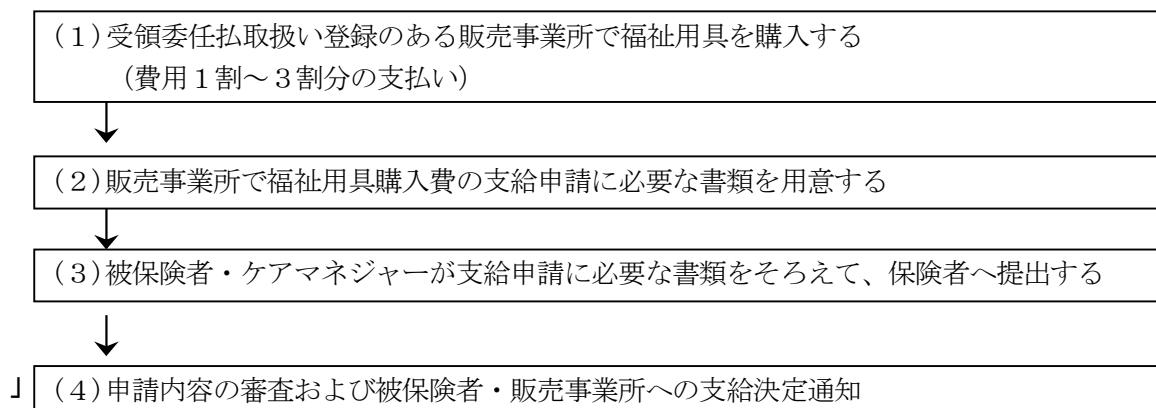 (1)受領委任払取扱い登録のある販売事業所で福祉用具を購入する
(費用1割～3割分の支払い)
(2)販売事業所で福祉用具購入費の支給申請に必要な書類を用意する
(3)被保険者・ケアマネジャーが支給申請に必要な書類をそろえて、保険者へ提出する
」
(4)申請内容の審査および被保険者・販売事業所への支給決定通知